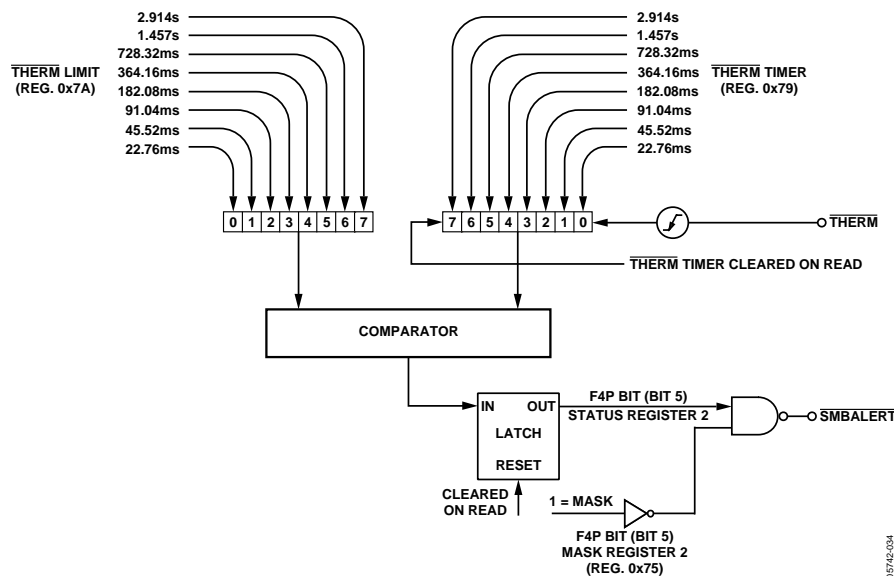 2.914s
1.457s
728.32ms
THERM LIMIT
(REG. 0x7A)
364.16ms
182.08ms
91.04ms
45.52ms
22.76ms
2.914s
1.457s
728.32ms
364.16ms
THERM TIMER
(REG. 0x79)
182.08ms
91.04ms
45.52ms
22.76ms
0 1 2 3 4 5 6 7
7 6 5 4 3 2 1 0
THERM
THERM TIMER CLEARED ON READ
COMPARATOR
IN OUT
LATCH
RESET
F4P BIT (BIT 5)
STATUS REGISTER 2
SMBALERT
CLEARED
ON READ
1 = MASK
F4P BIT (BIT 5)
MASK REGISTER 2
(REG. 0x75)
05742-034